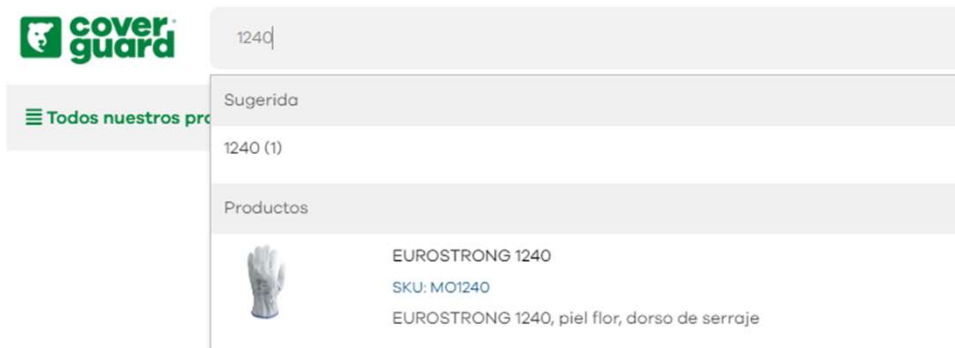 cover
guard
1240
Todos nuestros pro
Sugerida
1240 (1)
Productos
EUROSTRONG 1240
SKU: MO1240
EUROSTRONG 1240, piel flor, dorso de serraje